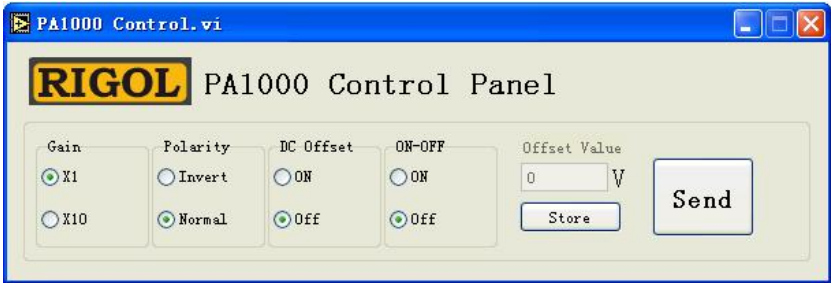 PA1000 Control.vi
RIGOL PA1000 Control Panel
Gain Polarity DC Offset ON-OFF Offset Value
X1 Invert ON ON 0 V
Send
X10 Normal Off Off Store